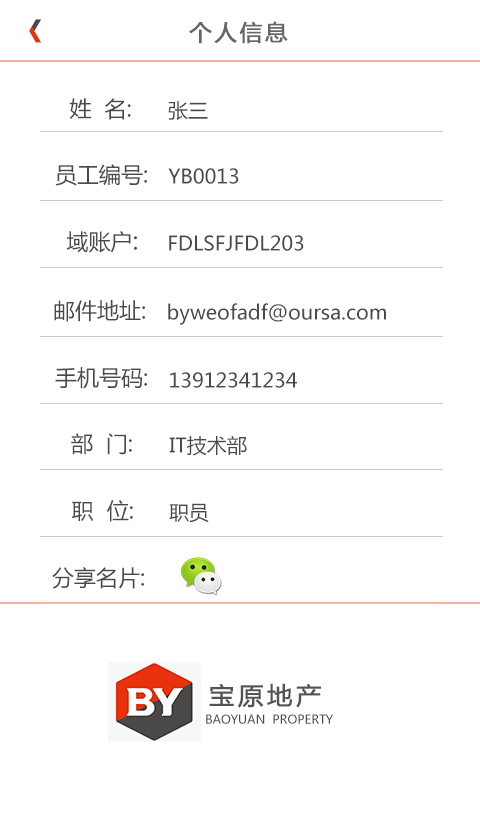 个人信息
姓 名: 张三
员工编号: YB0013
域账户: FDLSFJFDL203
邮件地址: byweofadf@oursa.com
手机号码: 13912341234
部 门: IT技术部
职 位: 职员
分享名片:
BY 宝原地产
BAOYUAN PROPERTY